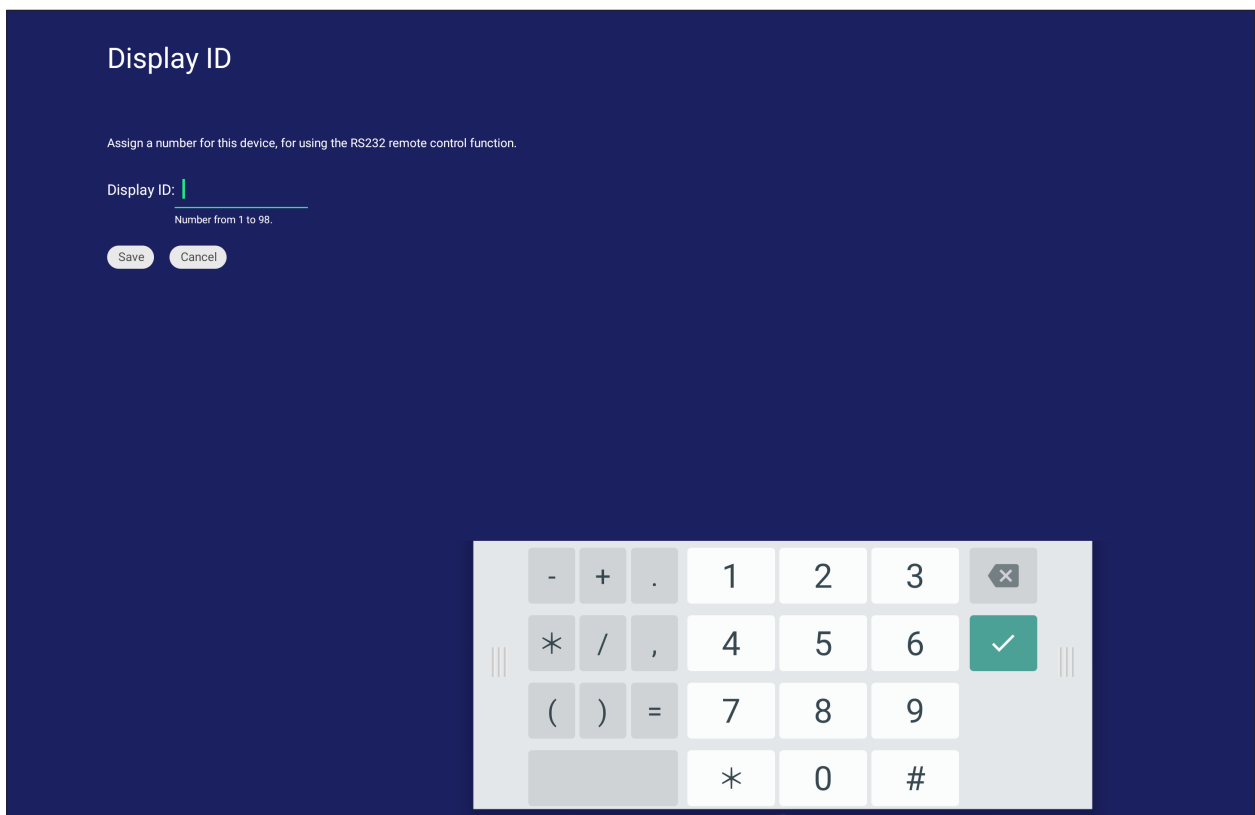 Display ID
Assign a number for this device, for using the RS232 remote control function.
Display ID:
Number from 1 to 98.
Save Cancel
- + . 1 2 3
* / , 4 5 6
( ) = 7 8 9
* 0 #